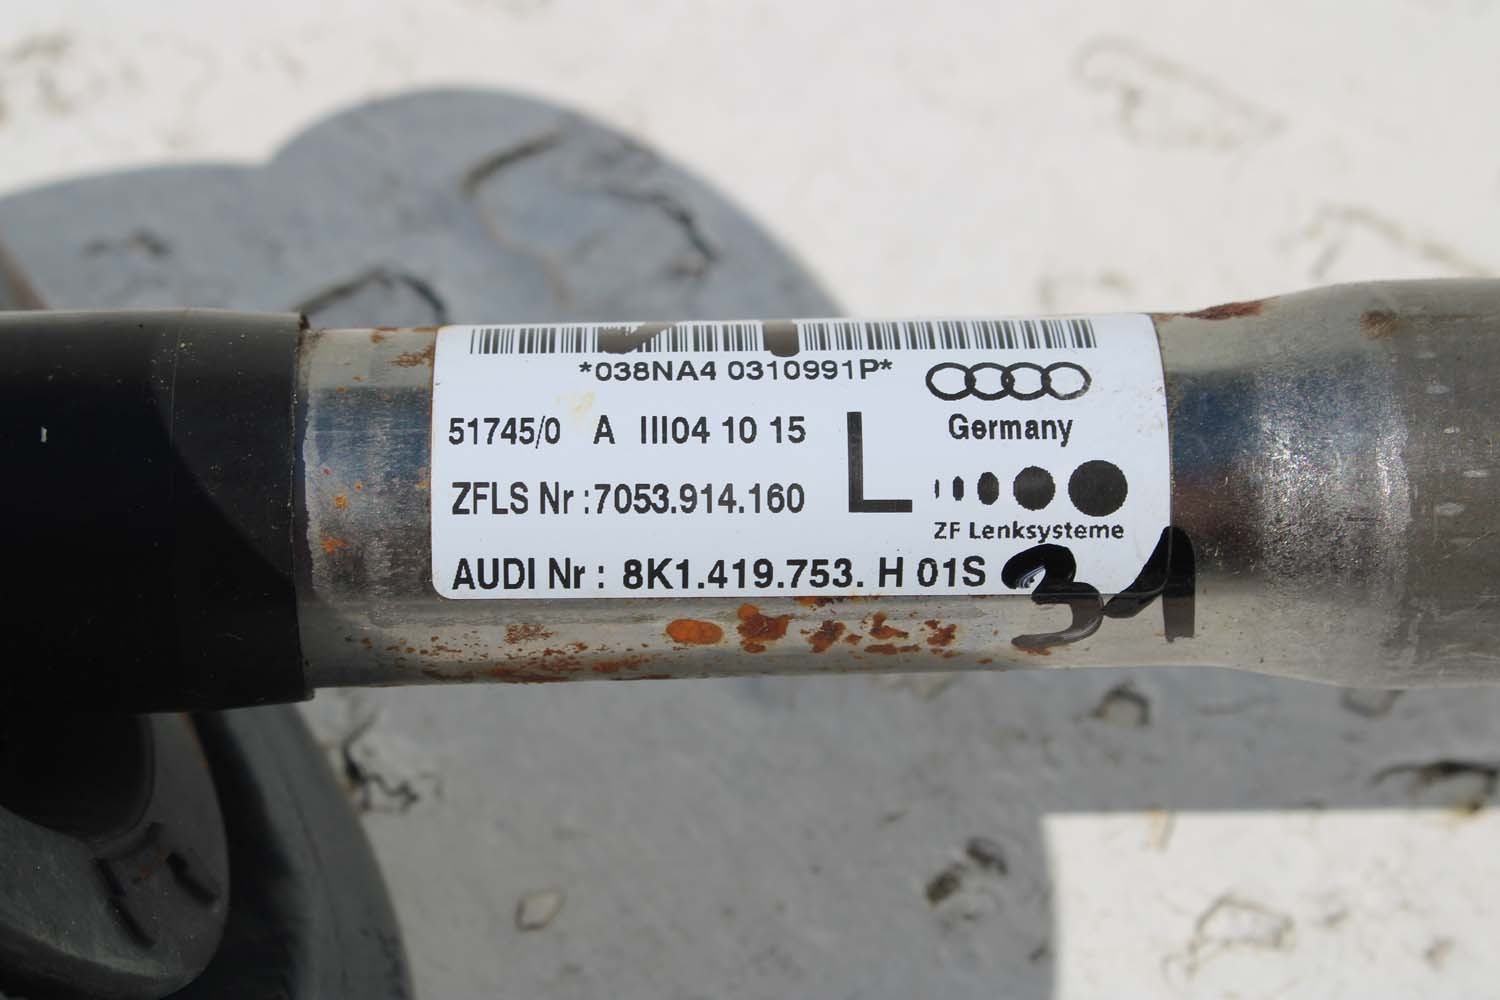 *038NA4 0310991P*
51745/0 A III04 10 15
L
Germany
ZFLS Nr :7053.914.160
ZF Lenksysteme
AUDI Nr : 8K1.419.753. H 01S
31